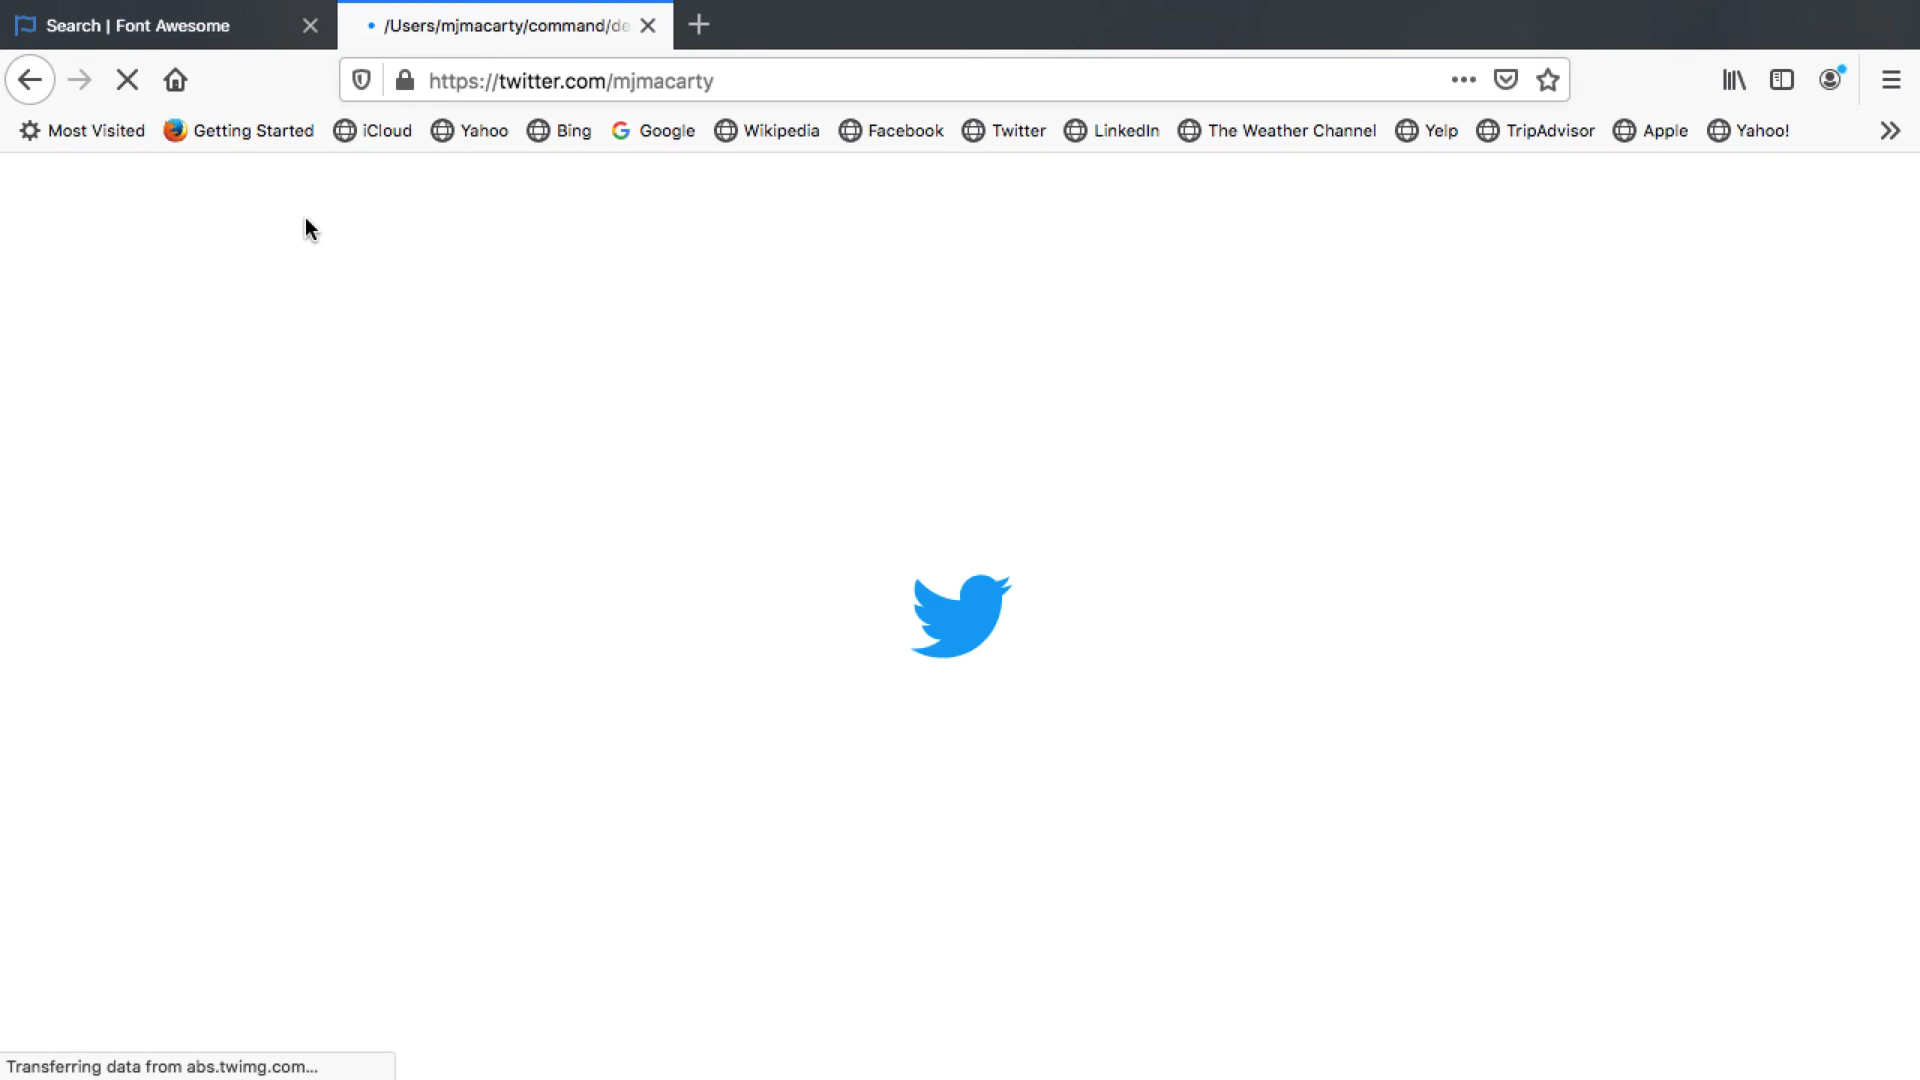 Search | Font Awesome
/Users/mjmacarty/command/de
https://twitter.com/mjmacarty
Most Visited Getting Started iCloud Yahoo Bing Google Wikipedia Facebook Twitter LinkedIn The Weather Channel Yelp TripAdvisor Apple Yahoo!
Transferring data from abs.twimg.com...